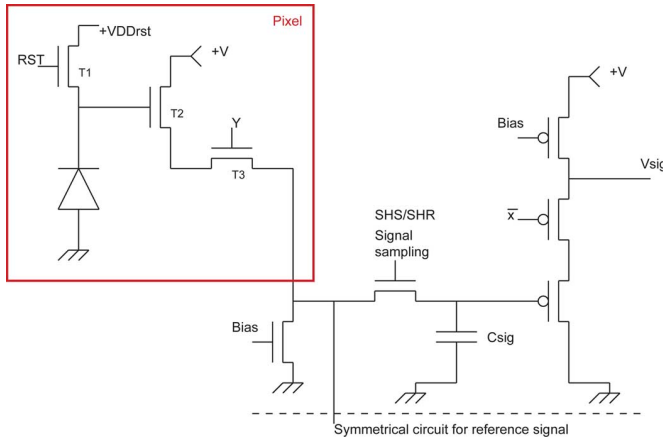 Pixel
+VDDrst
RST
T1
+V
T2
Y
T3
+V
Bias
Vsig
SHS/SHR
Signal
sampling
x̅
Bias
Csig
Symmetrical circuit for reference signal